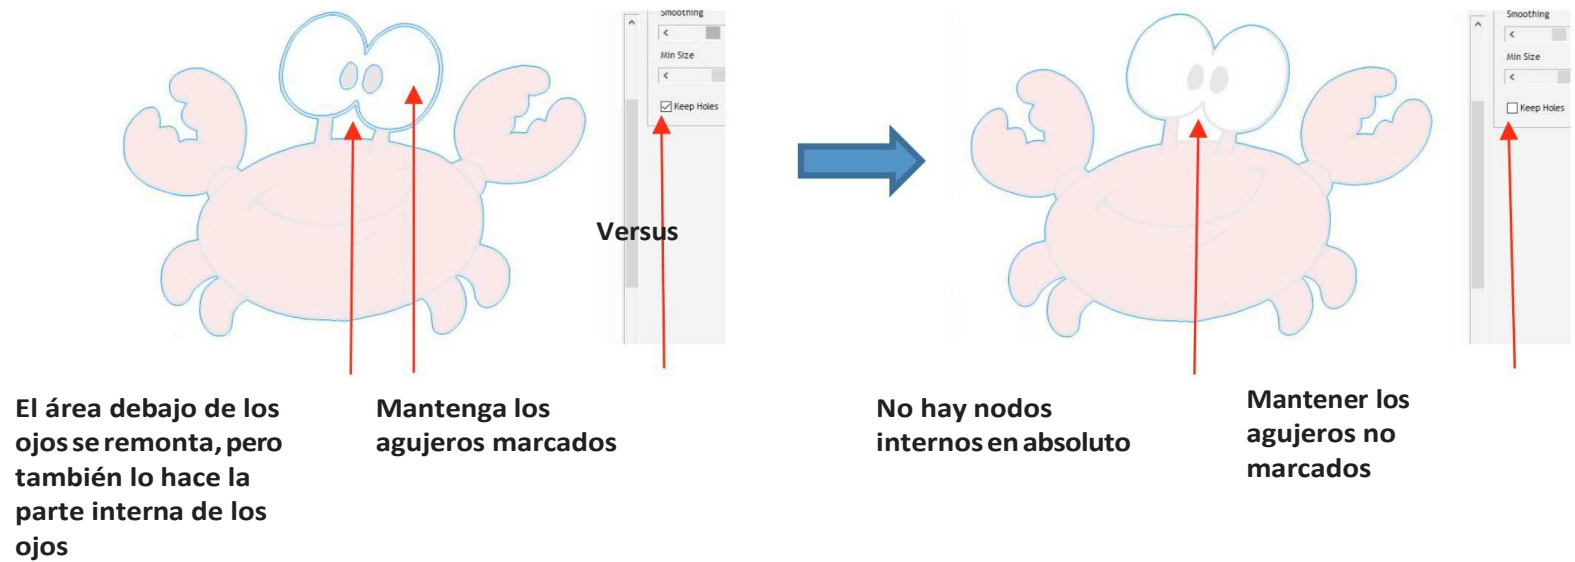 Smoothing
<
Min Size
<
Keep Holes
Versus
El área debajo de los
ojos se remonta, pero
también lo hace la
parte interna de los
ojos
Mantenga los
agujeros marcados
Smoothing
<
Min Size
<
Keep Holes
No hay nodos
internos en absoluto
Mantener los
agujeros no
marcados